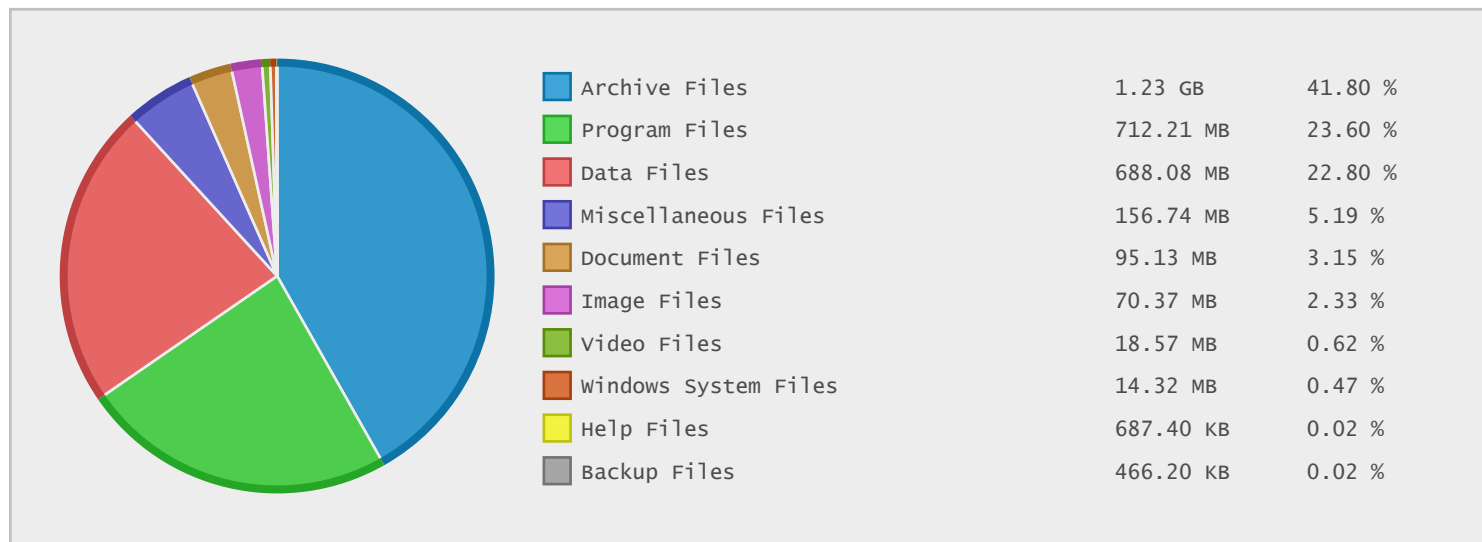 Archive Files 1.23 GB 41.80 %
Program Files 712.21 MB 23.60 %
Data Files 688.08 MB 22.80 %
Miscellaneous Files 156.74 MB 5.19 %
Document Files 95.13 MB 3.15 %
Image Files 70.37 MB 2.33 %
Video Files 18.57 MB 0.62 %
Windows System Files 14.32 MB 0.47 %
Help Files 687.40 KB 0.02 %
Backup Files 466.20 KB 0.02 %